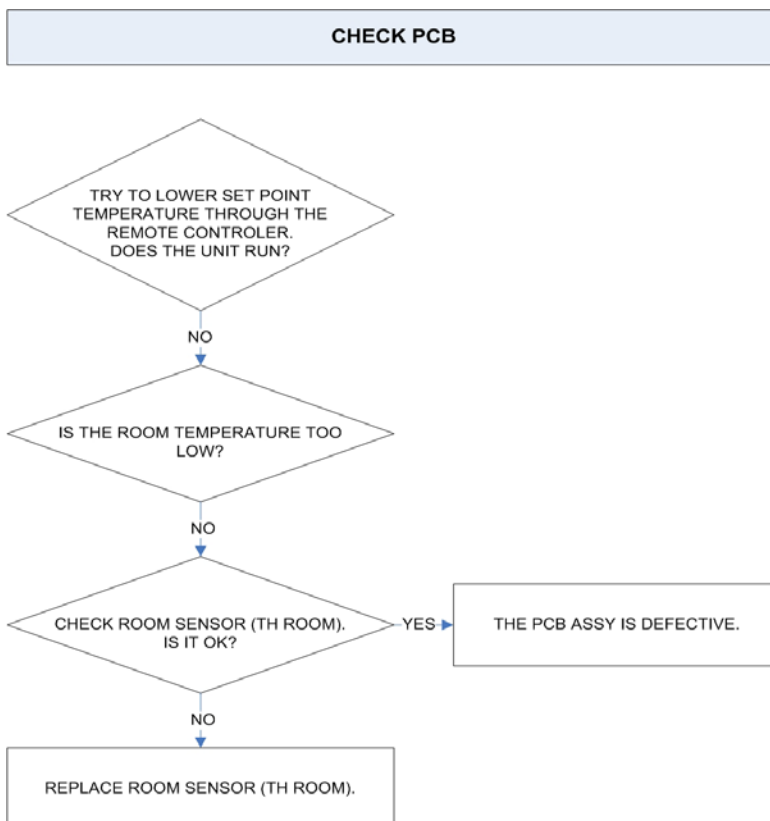 CHECK PCB
TRY TO LOWER SET POINT
TEMPERATURE THROUGH THE
REMOTE CONTROLER.
DOES THE UNIT RUN?
NO
IS THE ROOM TEMPERATURE TOO
LOW?
NO
CHECK ROOM SENSOR (TH ROOM).
IS IT OK?
YES
THE PCB ASSY IS DEFECTIVE.
NO
REPLACE ROOM SENSOR (TH ROOM).